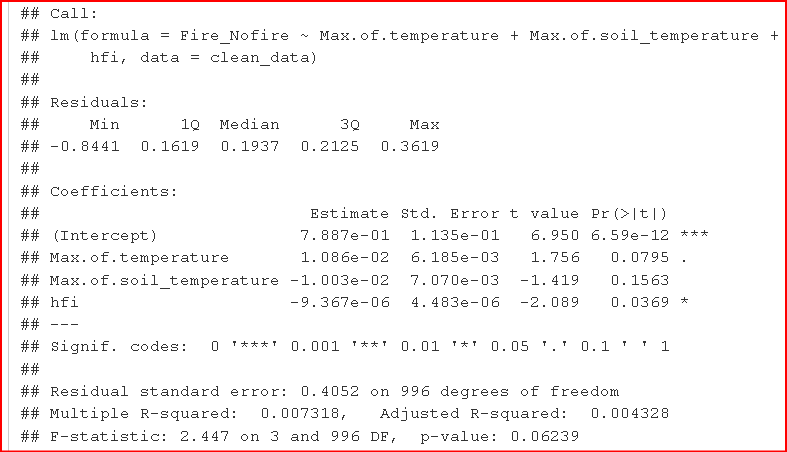 ## Call:
## lm(formula = Fire_Nofire ~ Max.of.temperature + Max.of.soil_temperature +
##     hfi, data = clean_data)
##
## Residuals:
##     Min      1Q  Median      3Q     Max
## -0.8441  0.1619  0.1937  0.2125  0.3619
##
## Coefficients:
##                           Estimate Std. Error t value Pr(>|t|)
## (Intercept)              7.887e-01  1.135e-01   6.950 6.59e-12 ***
## Max.of.temperature       1.086e-02  6.185e-03   1.756   0.0795 .
## Max.of.soil_temperature -1.003e-02  7.070e-03  -1.419   0.1563
## hfi                     -9.367e-06  4.483e-06  -2.089   0.0369 *
## ---
## Signif. codes:  0 '***' 0.001 '**' 0.01 '*' 0.05 '.' 0.1 ' ' 1
##
## Residual standard error: 0.4052 on 996 degrees of freedom
## Multiple R-squared:  0.007318,   Adjusted R-squared:  0.004328
## F-statistic: 2.447 on 3 and 996 DF,  p-value: 0.06239